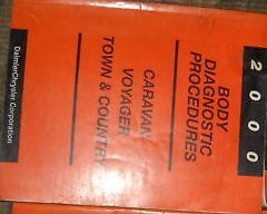 2000
BODY
DIAGNOSTIC
PROCEDURES
CARAVAN
VOYAGER
TOWN & COUNTRY
DaimlerChrysler Corporation